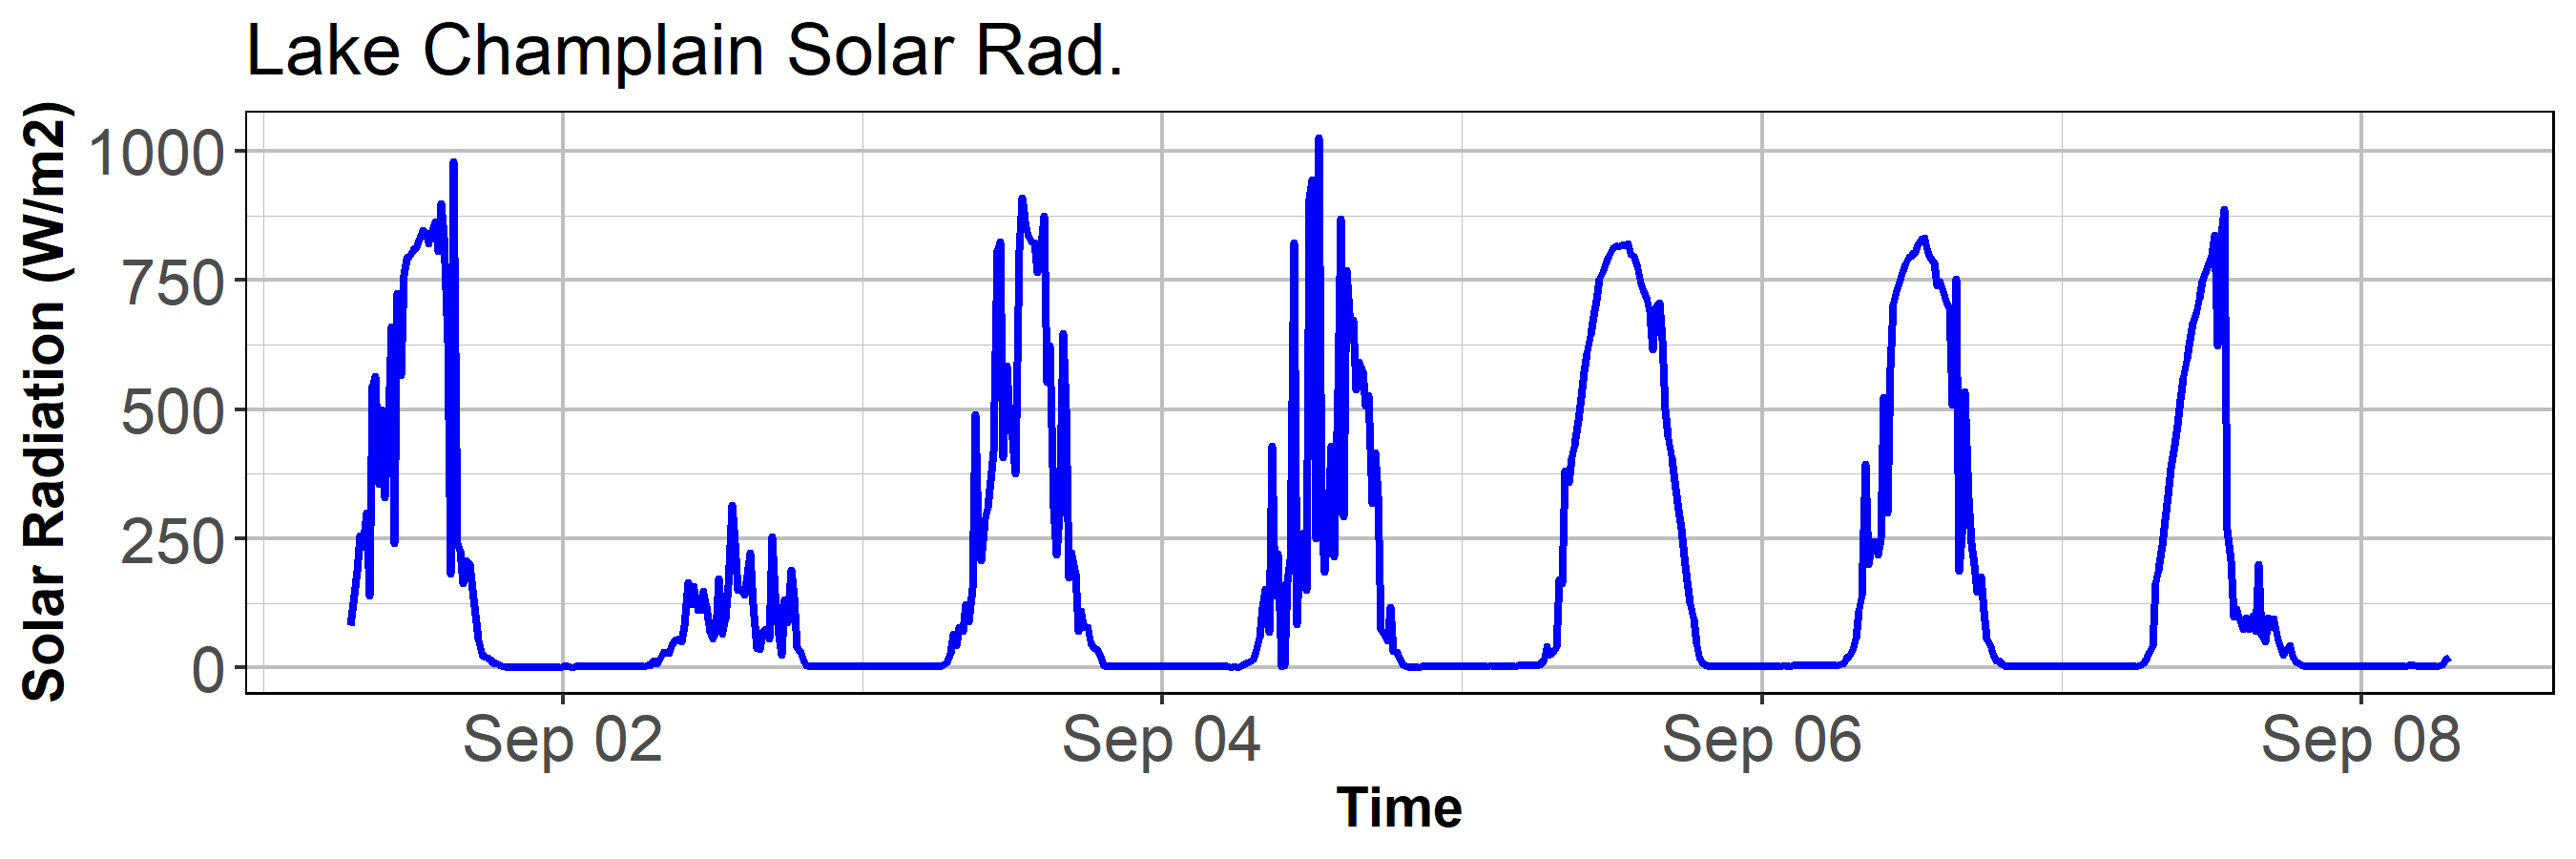 Lake Champlain Solar Rad.
Solar Radiation (W/m2)
1000
750
500
250
0
Sep 02 Sep 04 Sep 06 Sep 08
Time